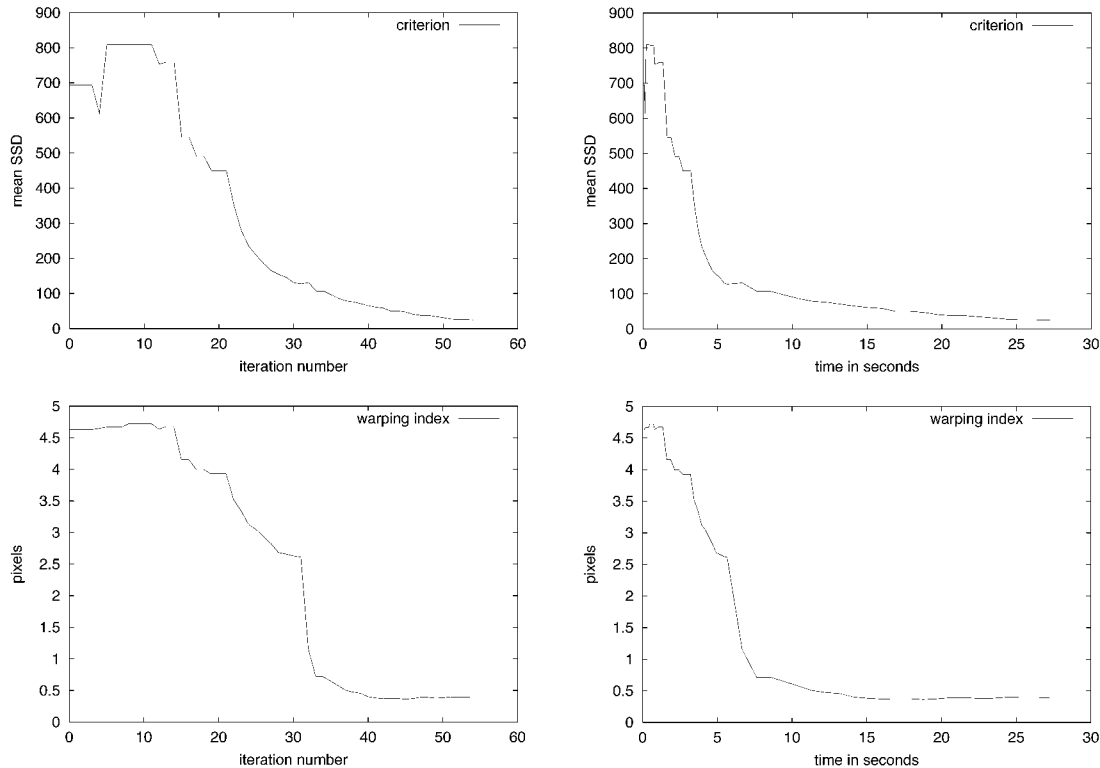 900
800
700
600
500
400
300
200
100
0
mean SSD
criterion
0 10 20 30 40 50 60
iteration number
900
800
700
600
500
400
300
200
100
0
mean SSD
criterion
0 5 10 15 20 25 30
time in seconds
5
4.5
4
3.5
3
2.5
2
1.5
1
0.5
0
pixels
warping index
0 10 20 30 40 50 60
iteration number
5
4.5
4
3.5
3
2.5
2
1.5
1
0.5
0
pixels
warping index
0 5 10 15 20 25 30
time in seconds